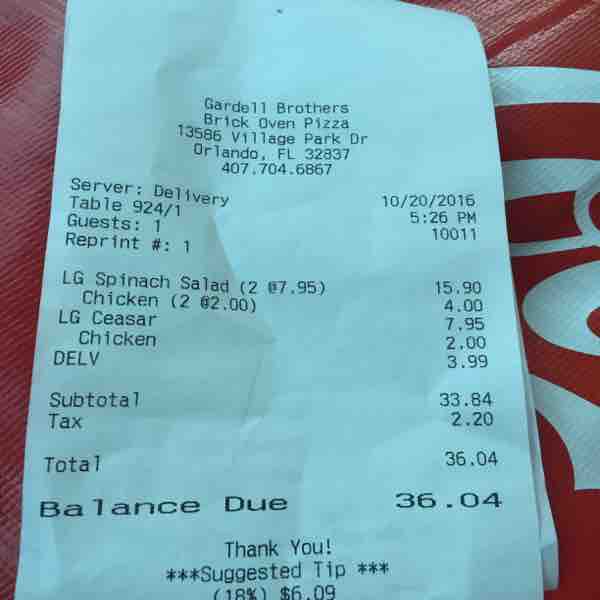 Gardell Brothers
Brick Oven Pizza
13586 Village Park Dr
Orlando, FL 32837
407.704.6867
Server: Delivery 10/20/2016
Table 924/1 5:26 PM
Guests: 1 10011
Reprint #: 1
LG Spinach Salad (2 @7.95) 15.90
Chicken (2 @2.00) 4.00
LG Ceasar 7.95
Chicken 2.00
DELV 3.99
Subtotal 33.84
Tax 2.20
Total 36.04
Balance Due 36.04
Thank You!
***Suggested Tip ***
(18%) $6.09